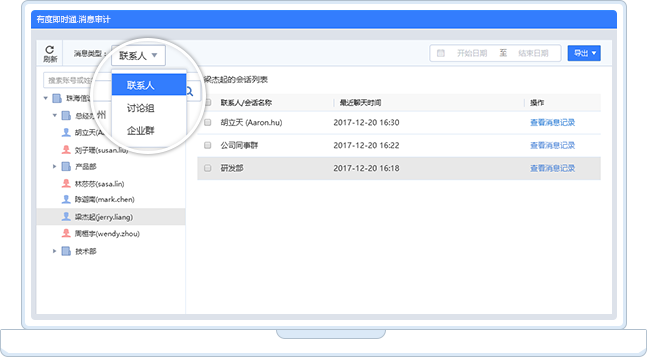 有度即时通.消息审计
刷新
消息类型：
联系人
开始日期 至 结束日期
导出
联系人
讨论组
企业群
搜索账号或姓
珠海信
总经
州
胡立天(A
刘子瑶(susan.liu)
产品部
林莎莎(sasa.lin)
陈迦南(mark.chen)
梁杰起(jerry.liang)
周梧宇(wendy.zhou)
技术部
梁杰起的会话列表
联系人/会话名称 最近聊天时间 操作
胡立天 (Aaron.hu) 2017-12-20 16:30 查看消息记录
公司同事群 2017-12-20 16:22 查看消息记录
研发部 2017-12-20 16:18 查看消息记录